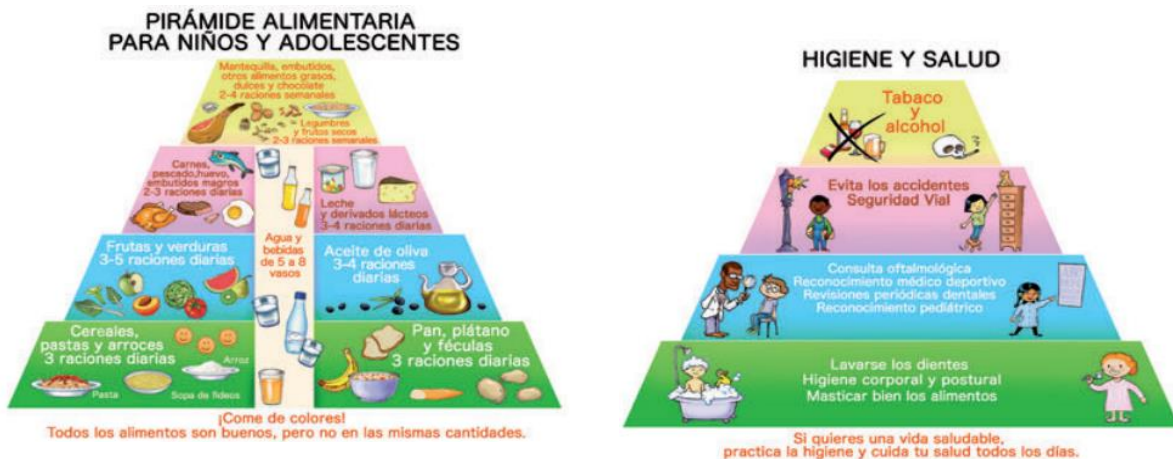 PIRÁMIDE ALIMENTARIA
PARA NIÑOS Y ADOLESCENTES
Mantequilla, embutidos,
otros alimentos grasos,
dulces y chocolate
2-4 raciones semanales
Legumbres
y frutos secos
2-3 raciones semanales
Carnes,
pescado,huevo,
embutidos magros
2-3 raciones diarias
Leche
y derivados lácteos
3-4 raciones diarias
Agua y
bebidas
de 5 a 8
vasos
Frutas y verduras
3-5 raciones diarias
Aceite de oliva
3-4 raciones
diarias
Cereales,
pastas y arroces
3 raciones diarias
Arroz
Pasta
Sopa de fideos
Pan, plátano
y féculas
3 raciones diarias
¡Come de colores!
Todos los alimentos son buenos, pero no en las mismas cantidades.
HIGIENE Y SALUD
Tabaco
y
alcohol
Evita los accidentes
Seguridad Vial
Consulta oftalmológica
Reconocimiento médico deportivo
Revisiones periódicas dentales
Reconocimiento pediátrico
Lavarse los dientes
Higiene corporal y postural
Masticar bien los alimentos
Si quieres una vida saludable,
practica la higiene y cuida tu salud todos los días.